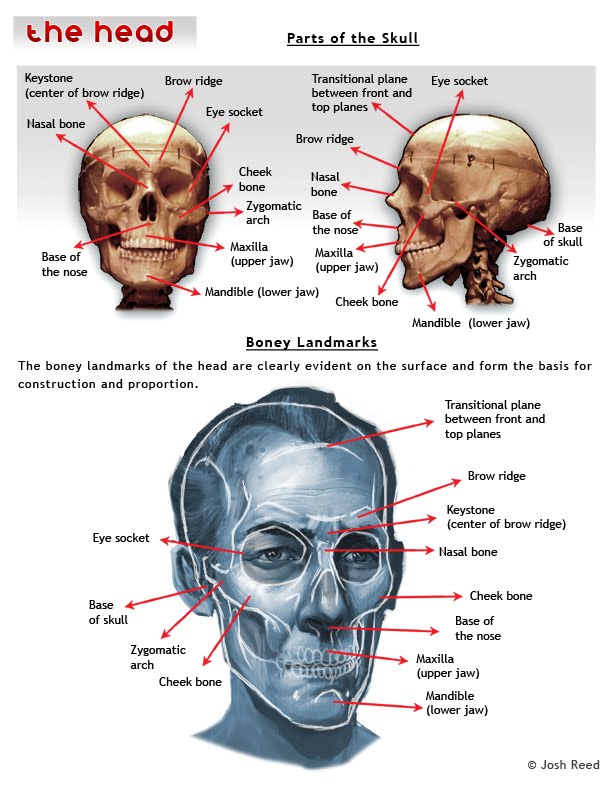 the Head
Parts of the Skull
Keystone
(center of brow ridge)
Brow ridge
Nasal bone
Eye socket
Cheek
bone
Zygomatic
arch
Base of
the nose
Maxilla
(upper jaw)
Mandible (lower jaw)
Transitional plane
between front and
top planes
Eye socket
Brow ridge
Nasal
bone
Base of
the nose
Maxilla
(upper jaw)
Cheek bone
Base
of skull
Zygomatic
arch
Mandible (lower jaw)
Boney Landmarks
The boney landmarks of the head are clearly evident on the surface and form the basis for
construction and proportion.
Transitional plane
between front and
top planes
Brow ridge
Keystone
(center of brow ridge)
Eye socket
Nasal bone
Cheek bone
Base
of skull
Base of
the nose
Zygomatic
arch
Maxilla
(upper jaw)
Cheek bone
Mandible
(lower jaw)
© Josh Reed